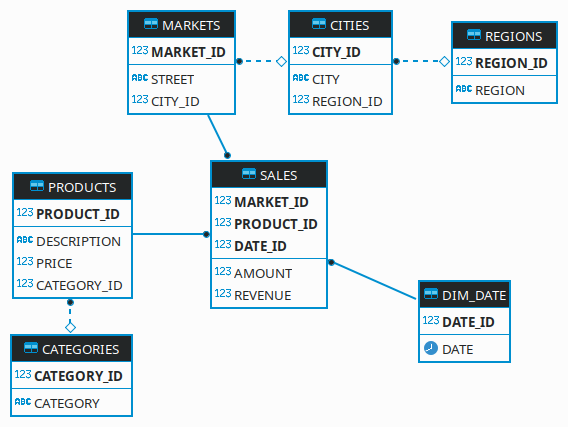 MARKETS
123 MARKET_ID
ABC STREET
123 CITY_ID
CITIES
123 CITY_ID
ABC CITY
123 REGION_ID
REGIONS
123 REGION_ID
ABC REGION
PRODUCTS
123 PRODUCT_ID
ABC DESCRIPTION
123 PRICE
123 CATEGORY_ID
SALES
123 MARKET_ID
123 PRODUCT_ID
123 DATE_ID
123 AMOUNT
123 REVENUE
DIM_DATE
123 DATE_ID
DATE
CATEGORIES
123 CATEGORY_ID
ABC CATEGORY